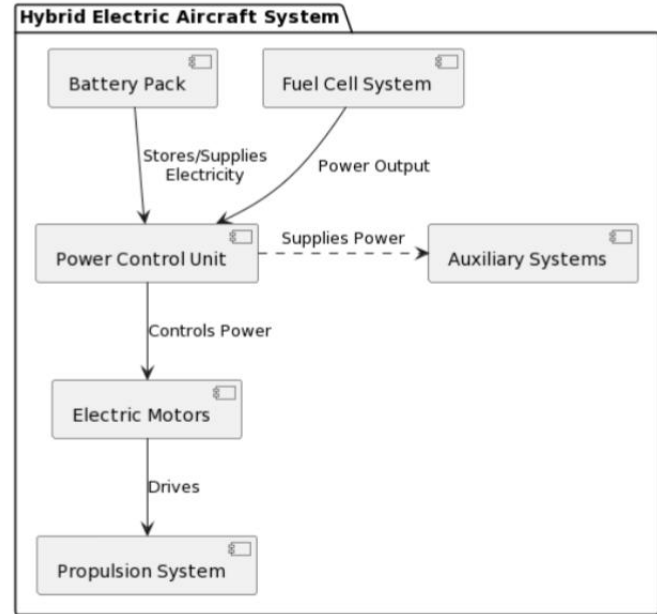 Hybrid Electric Aircraft System
Battery Pack
Fuel Cell System
Stores/Supplies
Electricity
Power Output
Power Control Unit
Supplies Power
Auxiliary Systems
Controls Power
Electric Motors
Drives
Propulsion System